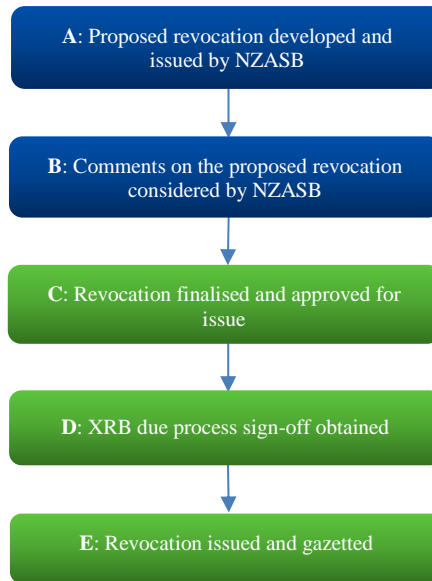 A: Proposed revocation developed and
issued by NZASB
B: Comments on the proposed revocation
considered by NZASB
C: Revocation finalised and approved for
issue
D: XRB due process sign-off obtained
E: Revocation issued and gazetted